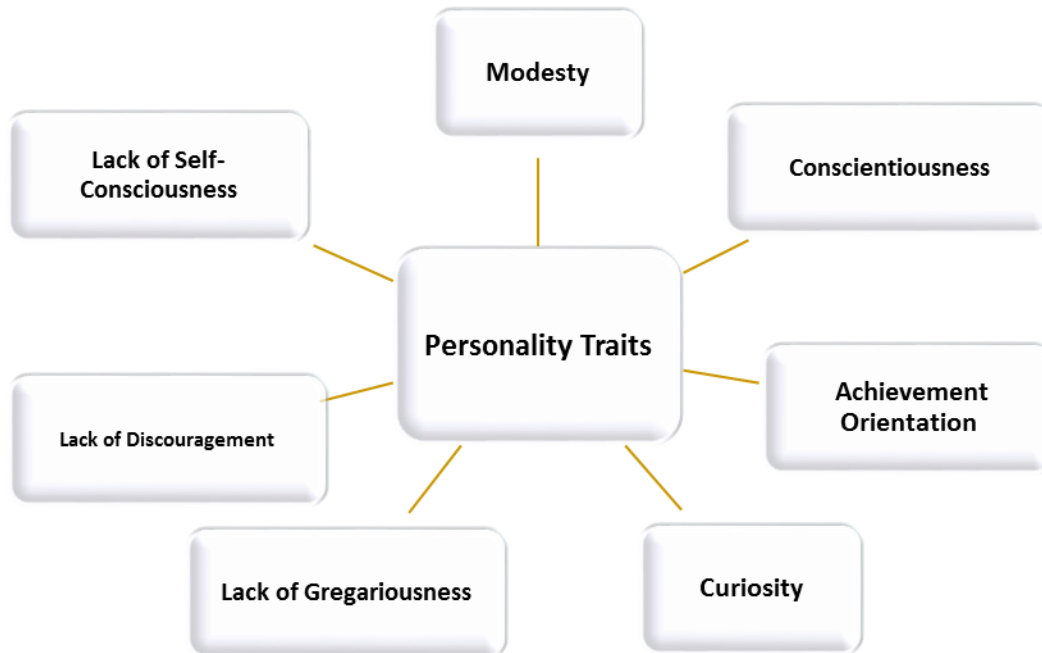 Modesty
Conscientiousness
Achievement
Orientation
Curiosity
Lack of Gregariousness
Lack of Discouragement
Lack of Self-
Consciousness
Personality Traits